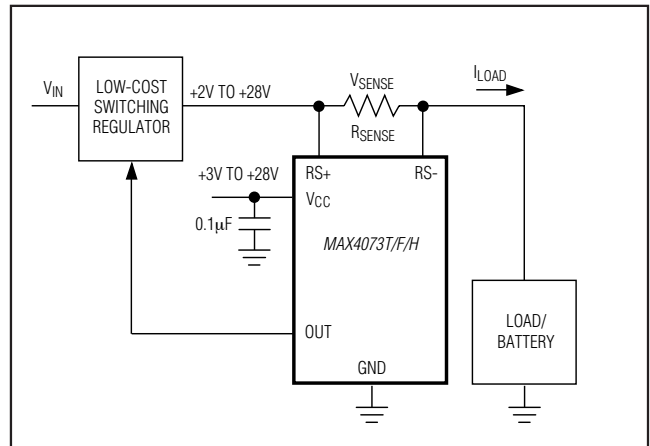 V_IN
LOW-COST
SWITCHING
REGULATOR
+2V TO +28V
V_SENSE
R_SENSE
I_LOAD
+3V TO +28V
0.1μF
RS+
RS-
V_CC
MAX4073T/F/H
OUT
GND
LOAD/
BATTERY